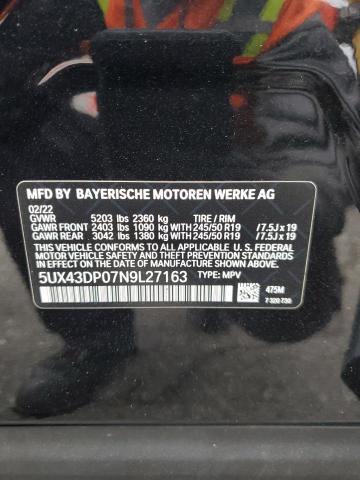 MFD BY BAYERISCHE MOTOREN WERKE AG
02/22
GVWR 5203 lbs 2360 kg TIRE / RIM
GAWR FRONT 2403 lbs 1090 kg WITH 245/50 R19 /7.5J x 19
GAWR REAR 3042 lbs 1380 kg WITH 245/50 R19 /7.5J x 19
THIS VEHICLE CONFORMS TO ALL APPLICABLE U. S. FEDERAL
MOTOR VEHICLE SAFETY AND THEFT PREVENTION STANDARDS
IN EFFECT ON THE DATE OF MANUFACTURE SHOWN ABOVE.
5UX43DP07N9L27163 TYPE: MPV
475M
7 320 730